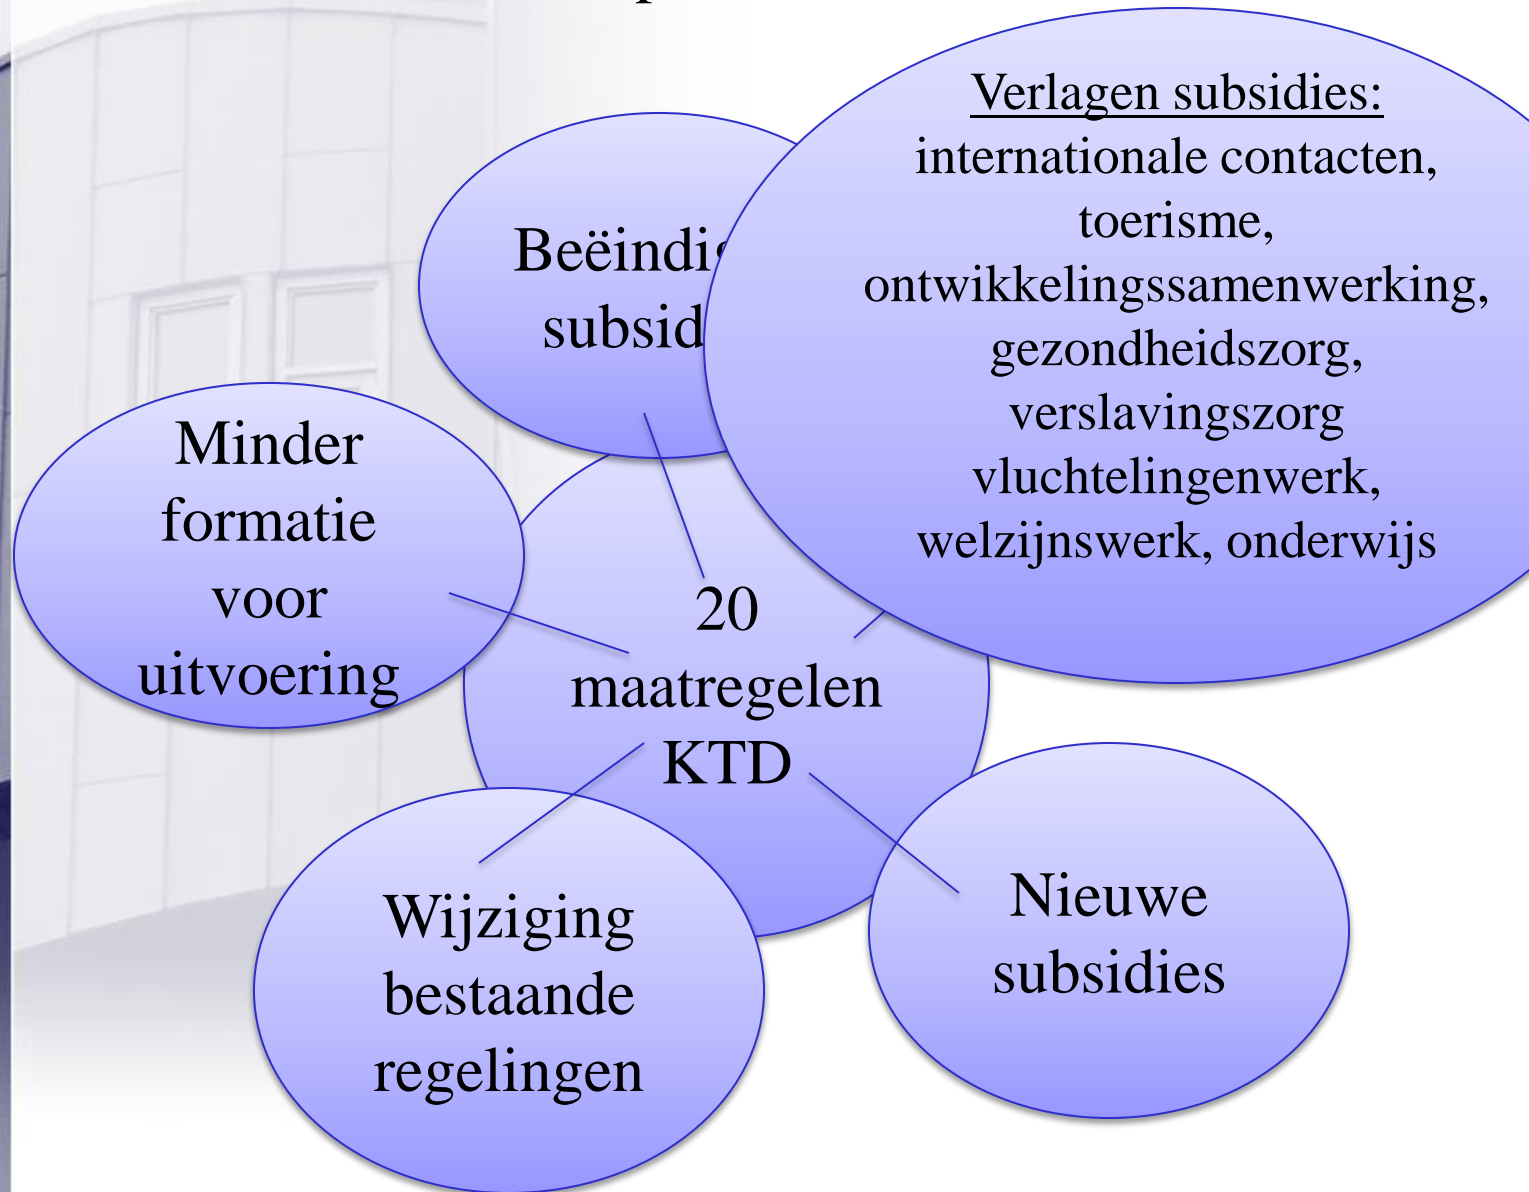 Verlagen subsidies:
internationale contacten,
toerisme,
ontwikkelingssamenwerking,
gezondheidszorg,
verslavingszorg
vluchtelingenwerk,
welzijnswerk, onderwijs
Minder
formatie
voor
uitvoering
20
maatregelen
KTD
Wijziging
bestaande
regelingen
Nieuwe
subsidies